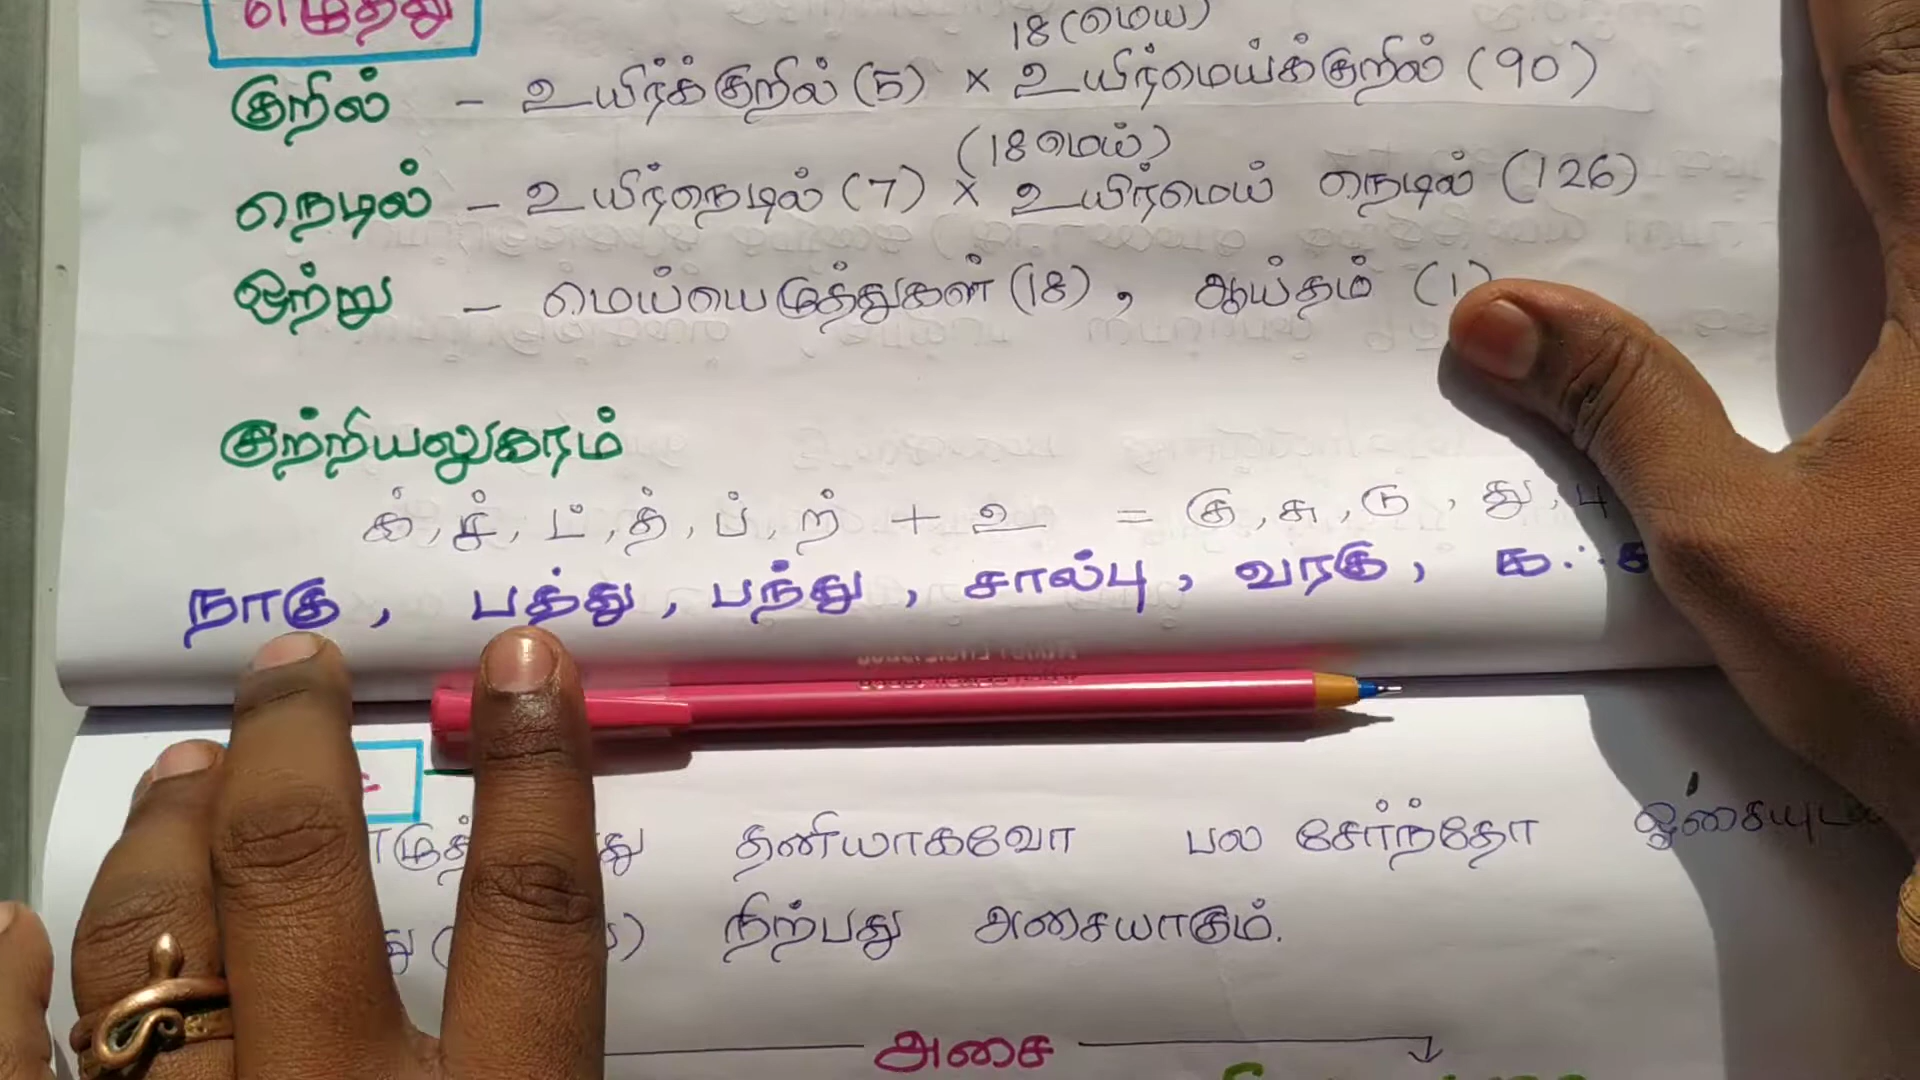 எழுத்து
18 (மெய)
குறில் - உயிர்க்குறில் (5) × உயிர்மெய்க்குறில் (90)
(18 மெய்)
நெடில் - உயிர்நெடில் (7) × உயிர்மெய் நெடில் (126)
ஒற்று - மெய்யெழுத்துகள் (18), ஆய்தம் (1)
குற்றியலுகரம்
க், ச், ட், த், ப், ற் + உ = கு, சு, டு, து, பு
நாகு, பத்து, பந்து, சால்பு, வரகு,
தனியாகவோ பல சேர்ந்தோ
நிற்பது அசையாகும்.
அசை